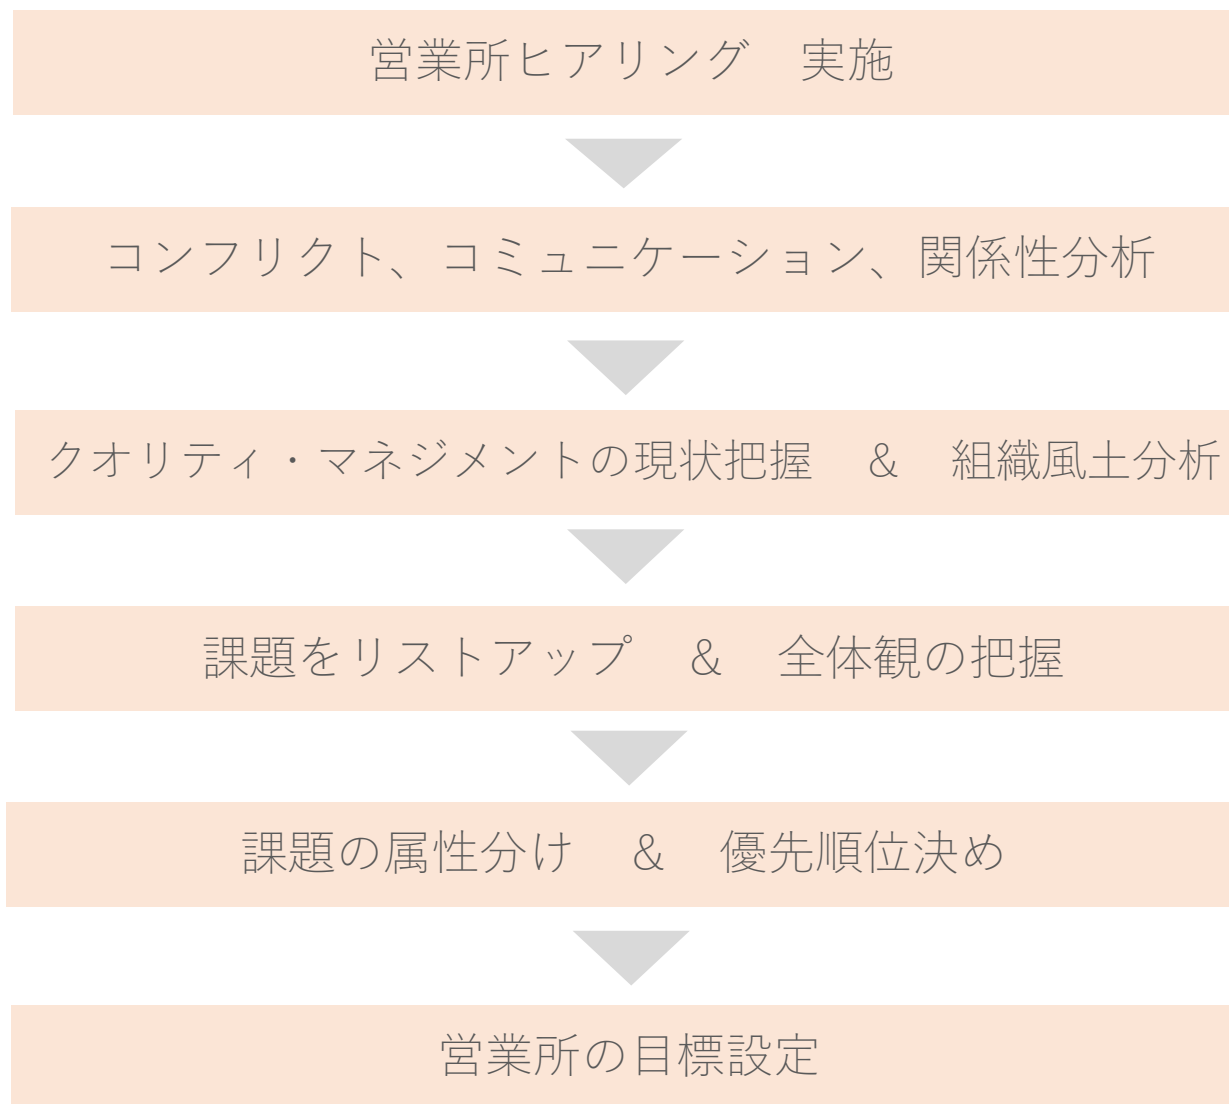 営業所ヒアリング　実施
コンフリクト、コミュニケーション、関係性分析
クオリティ・マネジメントの現状把握　＆　組織風土分析
課題をリストアップ　＆　全体観の把握
課題の属性分け　＆　優先順位決め
営業所の目標設定